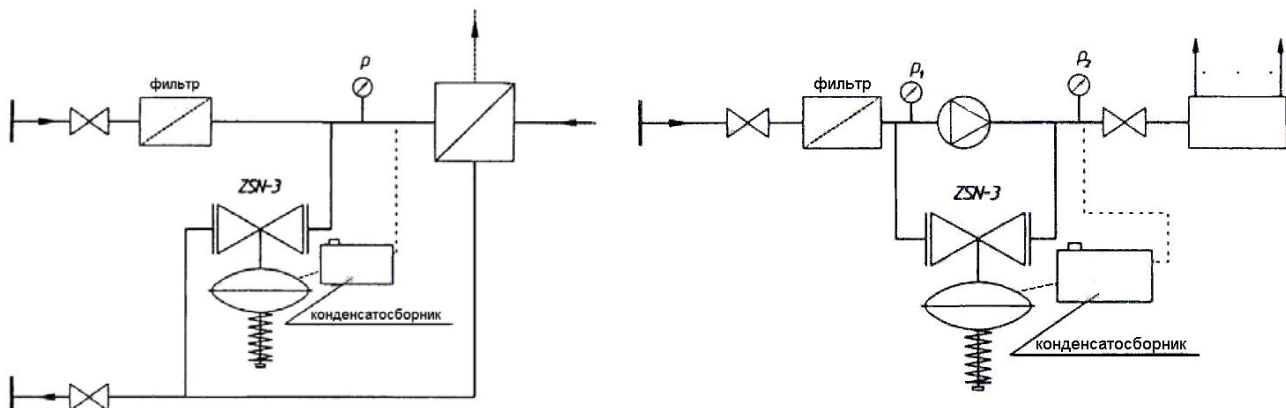 фильтр
p
ZSN-3
конденсатосборник
фильтр
p₁
p₂
ZSN-3
конденсатосборник